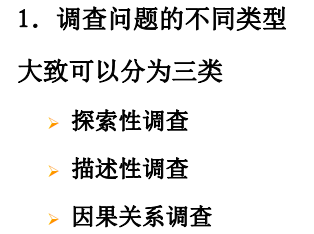 1．调查问题的不同类型
大致可以分为三类
探索性调查
描述性调查
因果关系调查